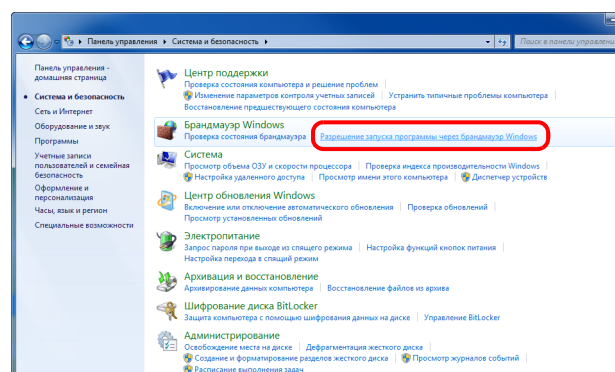 Панель управления ▸ Система и безопасность ▸
Поиск в панели управлени
Панель управления - домашняя страница
Система и безопасность
Сеть и Интернет
Оборудование и звук
Программы
Учетные записи
пользователей и семейная
безопасность
Оформление и
персонализация
Часы, язык и регион
Специальные возможности
Центр поддержки
Проверка состояния компьютера и решение проблем
Изменение параметров контроля учетных записей Устранить типичные проблемы компьютера
Восстановление предшествующего состояния компьютера
Брандмауэр Windows
Проверка состояния брандмауэра Разрешение запуска программы через брандмауэр Windows
Система
Просмотр объема ОЗУ и скорости процессора Проверка индекса производительности Windows
Настройка удаленного доступа Просмотр имени этого компьютера Диспетчер устройств
Центр обновления Windows
Включение или отключение автоматического обновления Проверка обновлений
Просмотр установленных обновлений
Электропитание
Запрос пароля при выходе из спящего режима Настройка функций кнопок питания
Настройка перехода в спящий режим
Архивация и восстановление
Архивирование данных компьютера Восстановление файлов из архива
Шифрование диска BitLocker
Защита компьютера с помощью шифрования данных на диске Управление BitLocker
Администрирование
Освобождение места на диске Дефрагментация жесткого диска
Создание и форматирование разделов жесткого диска Просмотр журналов событий
Расписание выполнения задач